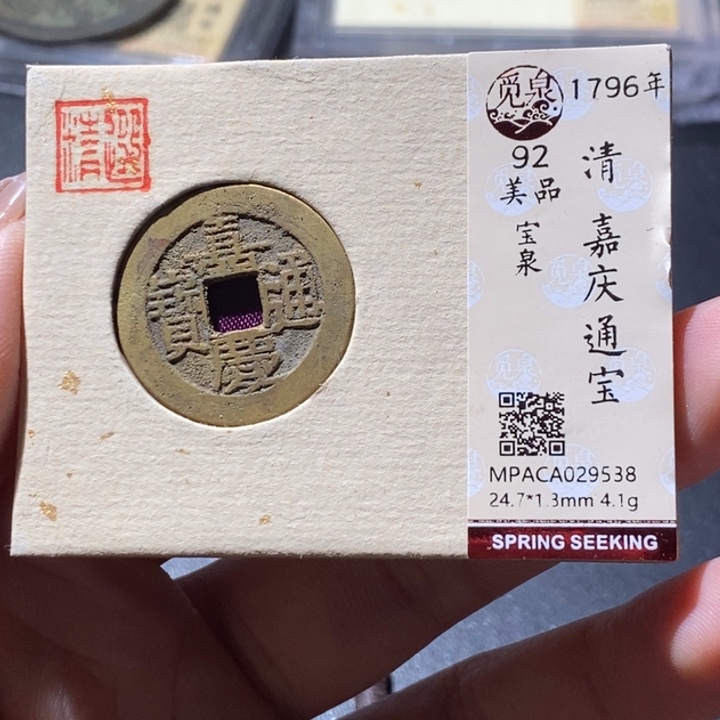 觅泉
1796年
92
美品
宝泉
清嘉庆通宝
嘉慶通寶
MPACA029538
24.7*1.3mm 4.1g
SPRING SEEKING